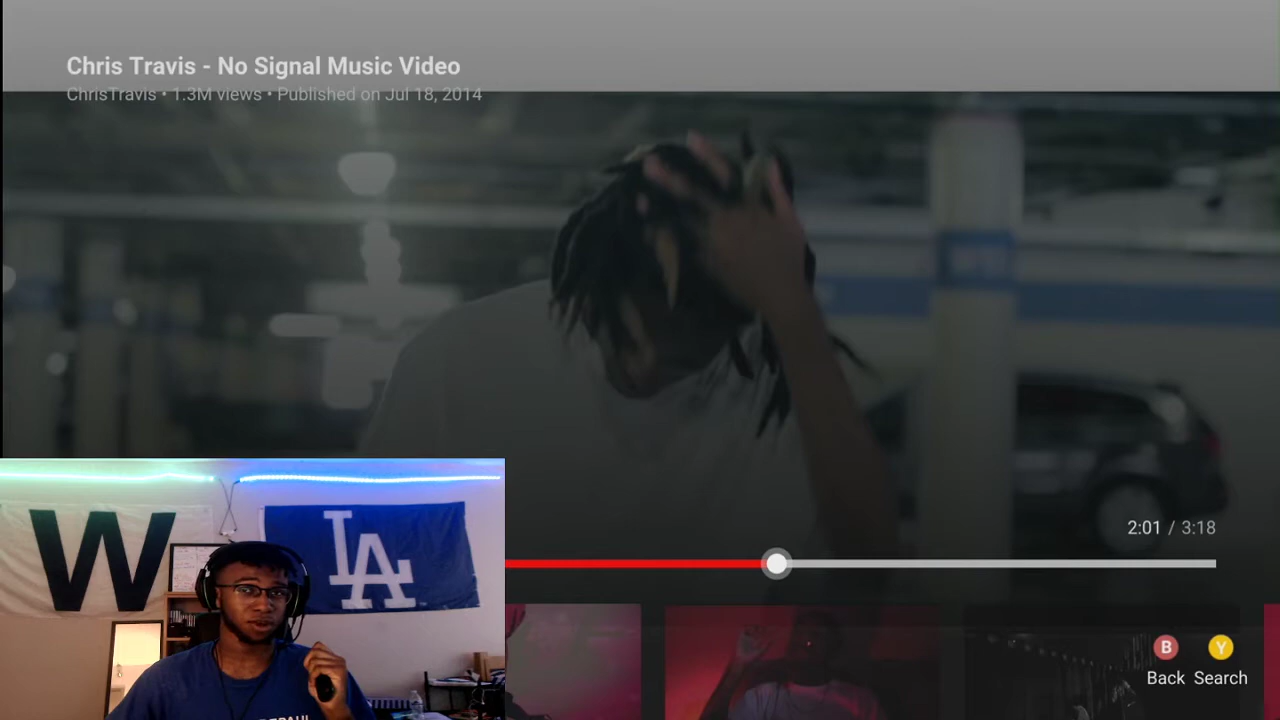 Chris Travis - No Signal Music Video
ChrisTravis • 1.3M views • Published on Jul 18, 2014
2:01 / 3:18
W
LA
B Y
Back Search